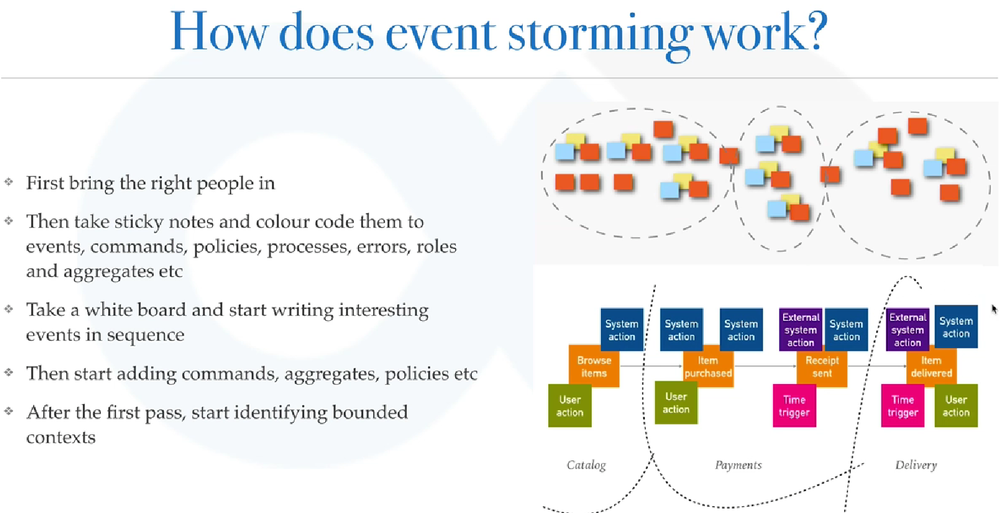 How does event storming work?
First bring the right people in
Then take sticky notes and colour code them to
events, commands, policies, processes, errors, roles
and aggregates etc
Take a white board and start writing interesting
events in sequence
Then start adding commands, aggregates, policies etc
After the first pass, start identifying bounded
contexts
System
action
System
action
System
action
External
system
action
System
action
External
system
action
System
action
Browse
items
Item
purchased
Receipt
sent
Item
delivered
User
action
User
action
Time
trigger
Time
trigger
User
action
Catalog
Payments
Delivery